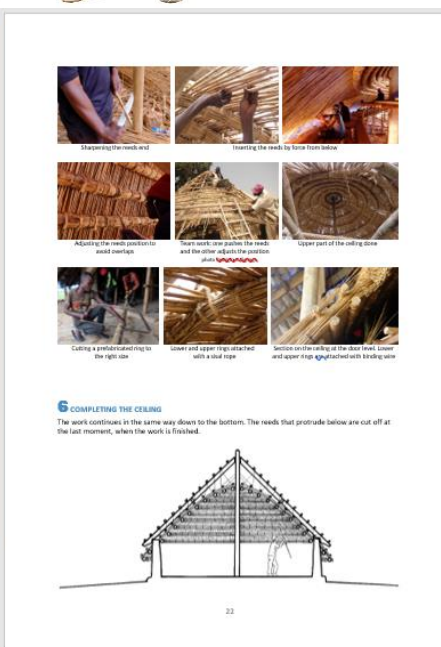 Sharpening the reeds end
Inserting the reeds by force from below
Adjusting the reeds position to
avoid overlaps
Team work: one pushes the reeds
and the other adjusts the position
photo
Upper part of the ceiling dome
Cutting a prefabricated ring to
the right size
Lower and upper rings attached
with a sisal rope
Section on the ceiling at the door level. Lower
and upper rings attached with binding wire
6 COMPLETING THE CEILING
The work continues in the same way down to the bottom. The reeds that protrude below are cut off at
the last moment, when the work is finished.
22